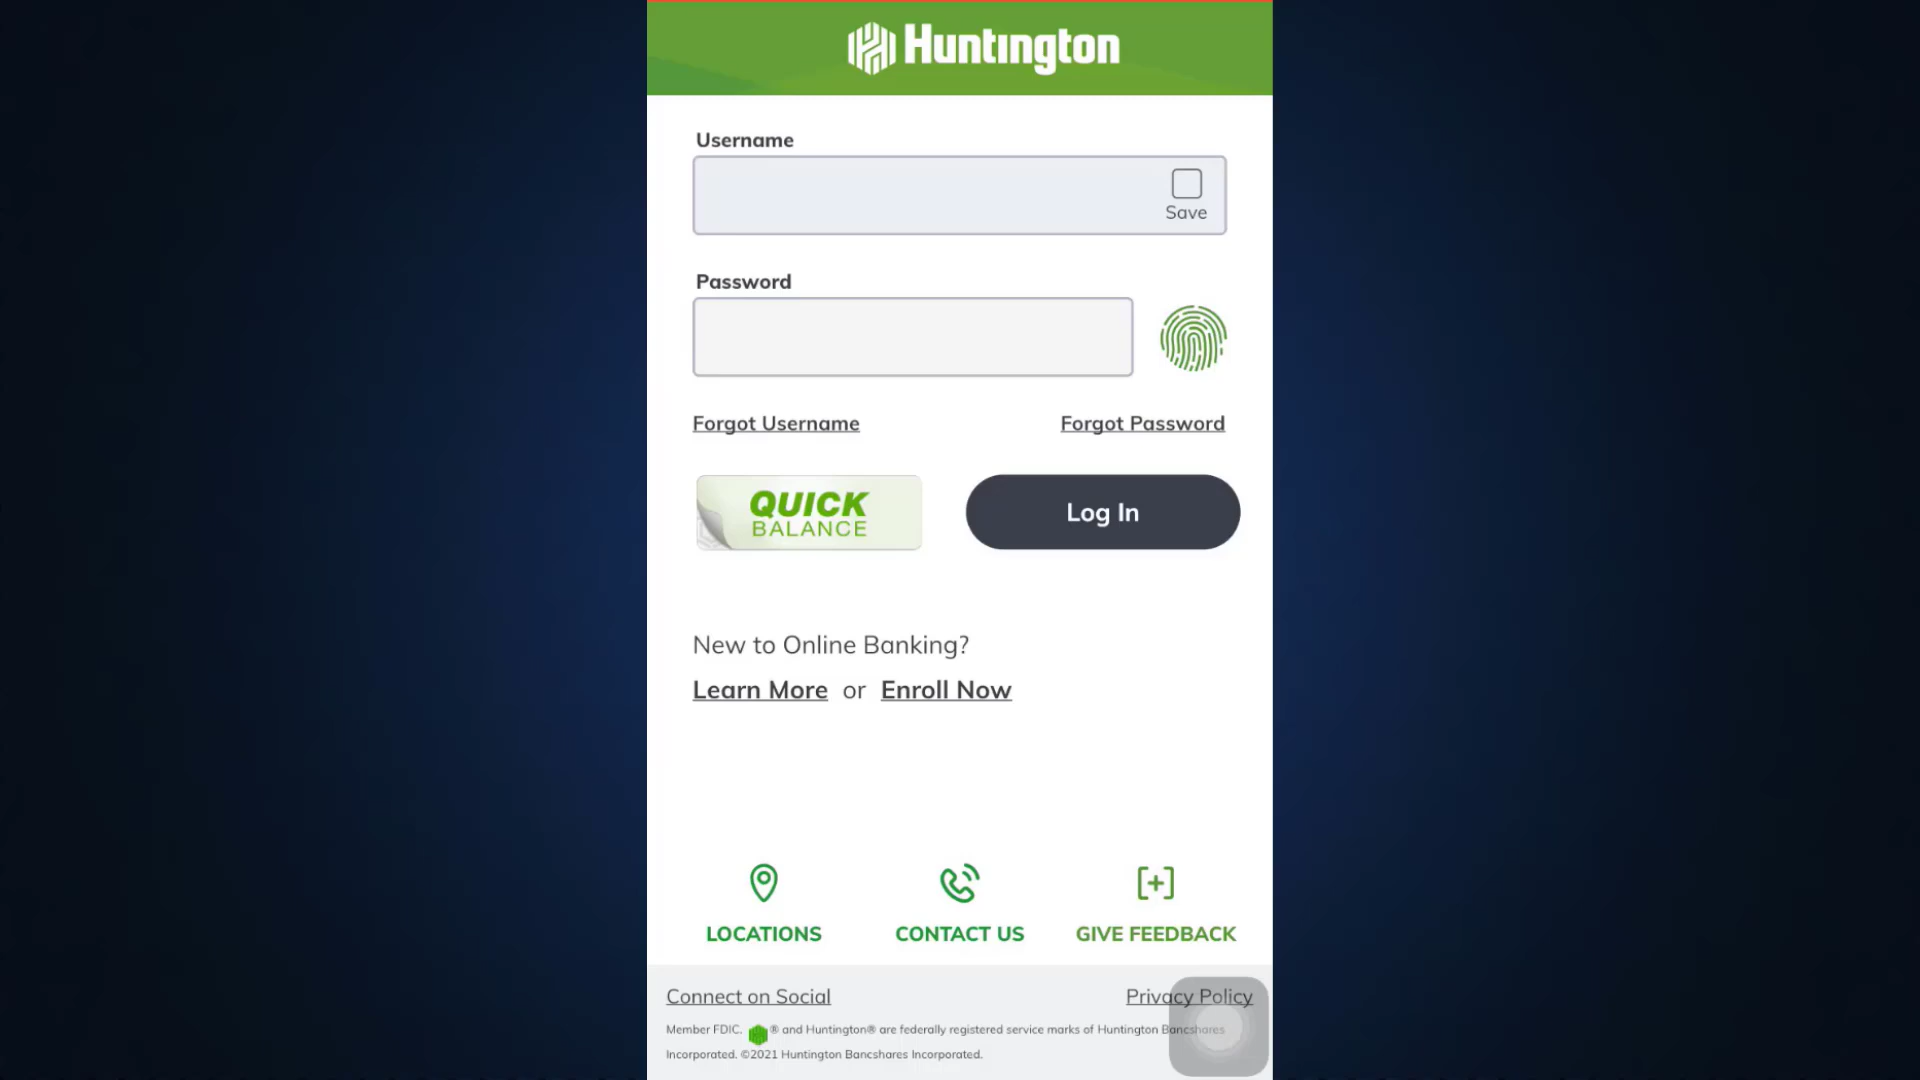 Huntington
Username
Save
Password
Forgot Username
Forgot Password
QUICK
BALANCE
Log In
New to Online Banking?
Learn More or Enroll Now
LOCATIONS
CONTACT US
GIVE FEEDBACK
Connect on Social
Privacy Policy
Member FDIC. ® and Huntington® are federally registered service marks of Huntington Bancshares
Incorporated. ©2021 Huntington Bancshares Incorporated.